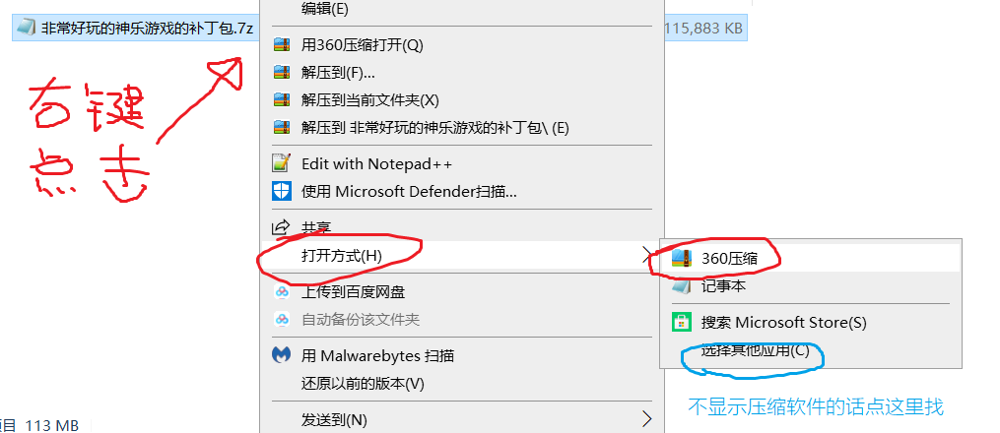 编辑(E)
非常好玩的神乐游戏的补丁包.7z
115,883 KB
用360压缩打开(Q)
解压到(F)...
解压到当前文件夹(X)
解压到 非常好玩的神乐游戏的补丁包\ (E)
右键
点击
Edit with Notepad++
使用 Microsoft Defender扫描...
共享
打开方式(H)
360压缩
记事本
搜索 Microsoft Store(S)
选择其他应用(C)
上传到百度网盘
自动备份该文件夹
用 Malwarebytes 扫描
还原以前的版本(V)
不显示压缩软件的话点这里找
发送到(N)
项目 113 MB